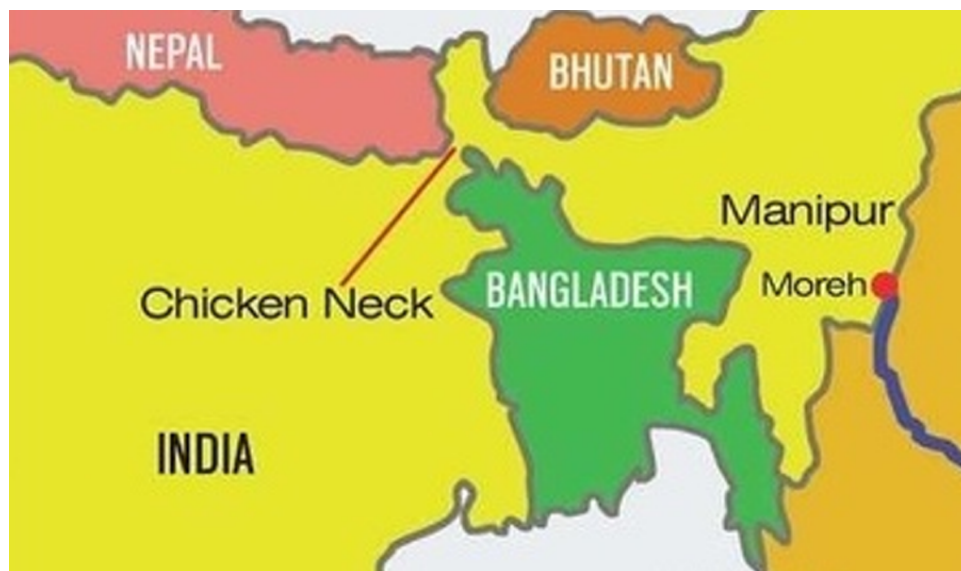 NEPAL
BHUTAN
Manipur
Moreh
Chicken Neck
BANGLADESH
INDIA